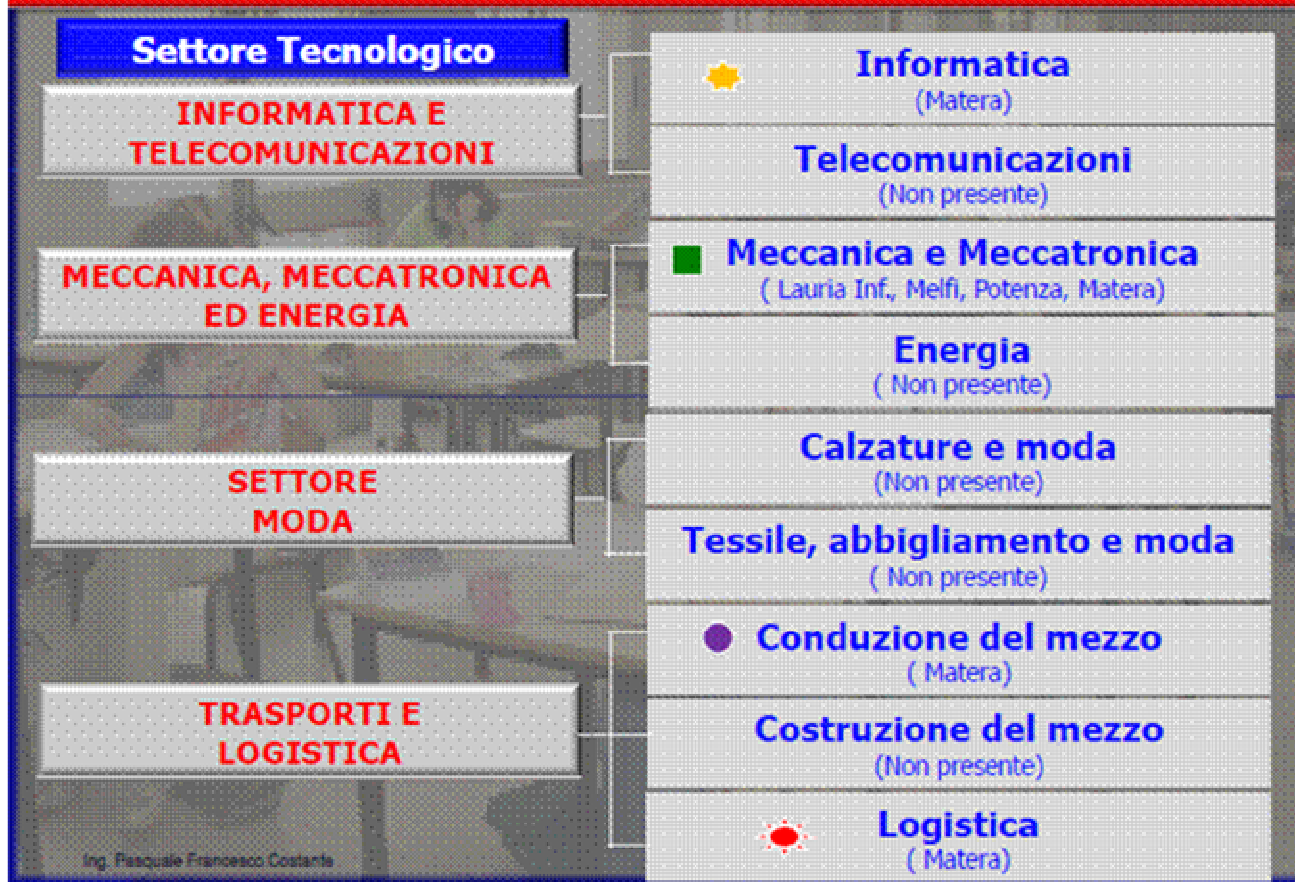 Settore Tecnologico
INFORMATICA E
TELECOMUNICAZIONI
Informatica
(Matera)
Telecomunicazioni
(Non presente)
MECCANICA, MECCATRONICA
ED ENERGIA
Meccanica e Meccatronica
( Lauria Inf., Melfi, Potenza, Matera)
Energia
( Non presente)
SETTORE
MODA
Calzature e moda
(Non presente)
Tessile, abbigliamento e moda
( Non presente)
TRASPORTI E
LOGISTICA
Conduzione del mezzo
( Matera)
Costruzione del mezzo
(Non presente)
Logistica
( Matera)
Ing. Pasquale Francesco Costante